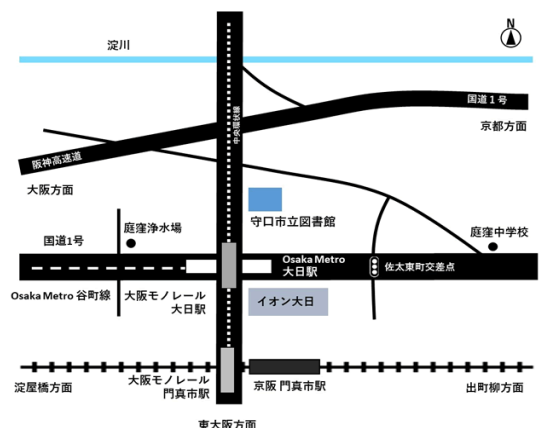 N
淀川
国道１号
中央環状線
京都方面
阪神高速道
大阪方面
守口市立図書館
国道1号
庭窪浄水場
庭窪中学校
Osaka Metro
大日駅
佐太東町交差点
Osaka Metro 谷町線
大阪モノレール
大日駅
イオン大日
淀屋橋方面
大阪モノレール
門真市駅
京阪 門真市駅
出町柳方面
東大阪方面